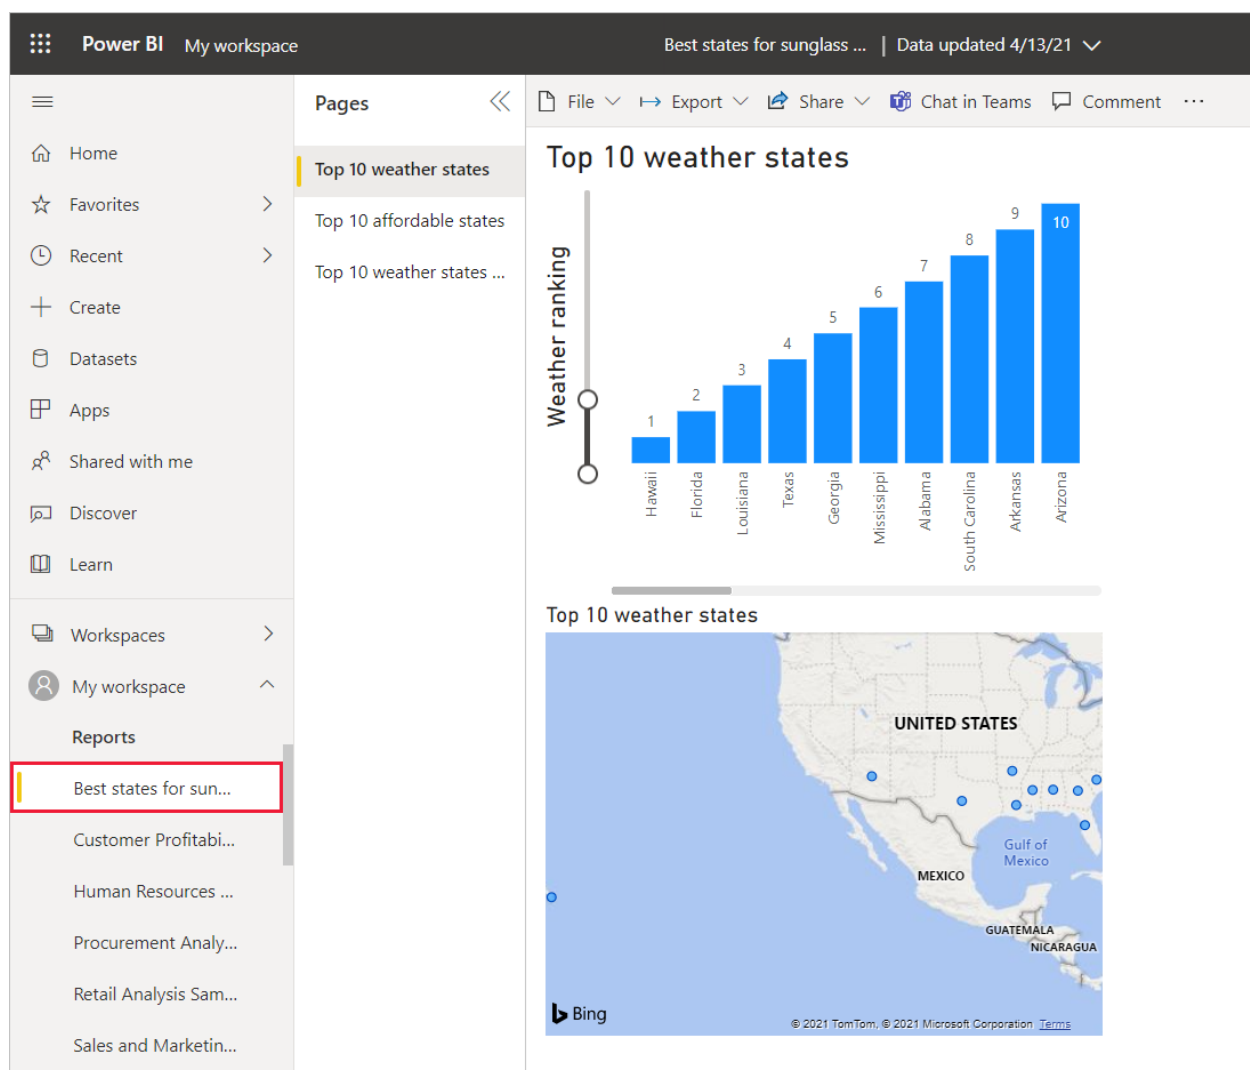 Power BI My workspace
Best states for sunglass ... | Data updated 4/13/21
Home
Favorites
Recent
Create
Datasets
Apps
Shared with me
Discover
Learn
Workspaces
My workspace
Reports
Best states for sun...
Customer Profitabi...
Human Resources ...
Procurement Analy...
Retail Analysis Sam...
Sales and Marketin...
Pages
Top 10 weather states
Top 10 affordable states
Top 10 weather states ...
File Export Share Chat in Teams Comment ...
Top 10 weather states
Weather ranking
1
2
3
4
5
6
7
8
9
10
Hawaii
Florida
Louisiana
Texas
Georgia
Mississippi
Alabama
South Carolina
Arkansas
Arizona
Top 10 weather states
UNITED STATES
Gulf of
Mexico
MEXICO
GUATEMALA
NICARAGUA
Bing
© 2021 TomTom, © 2021 Microsoft Corporation Terms